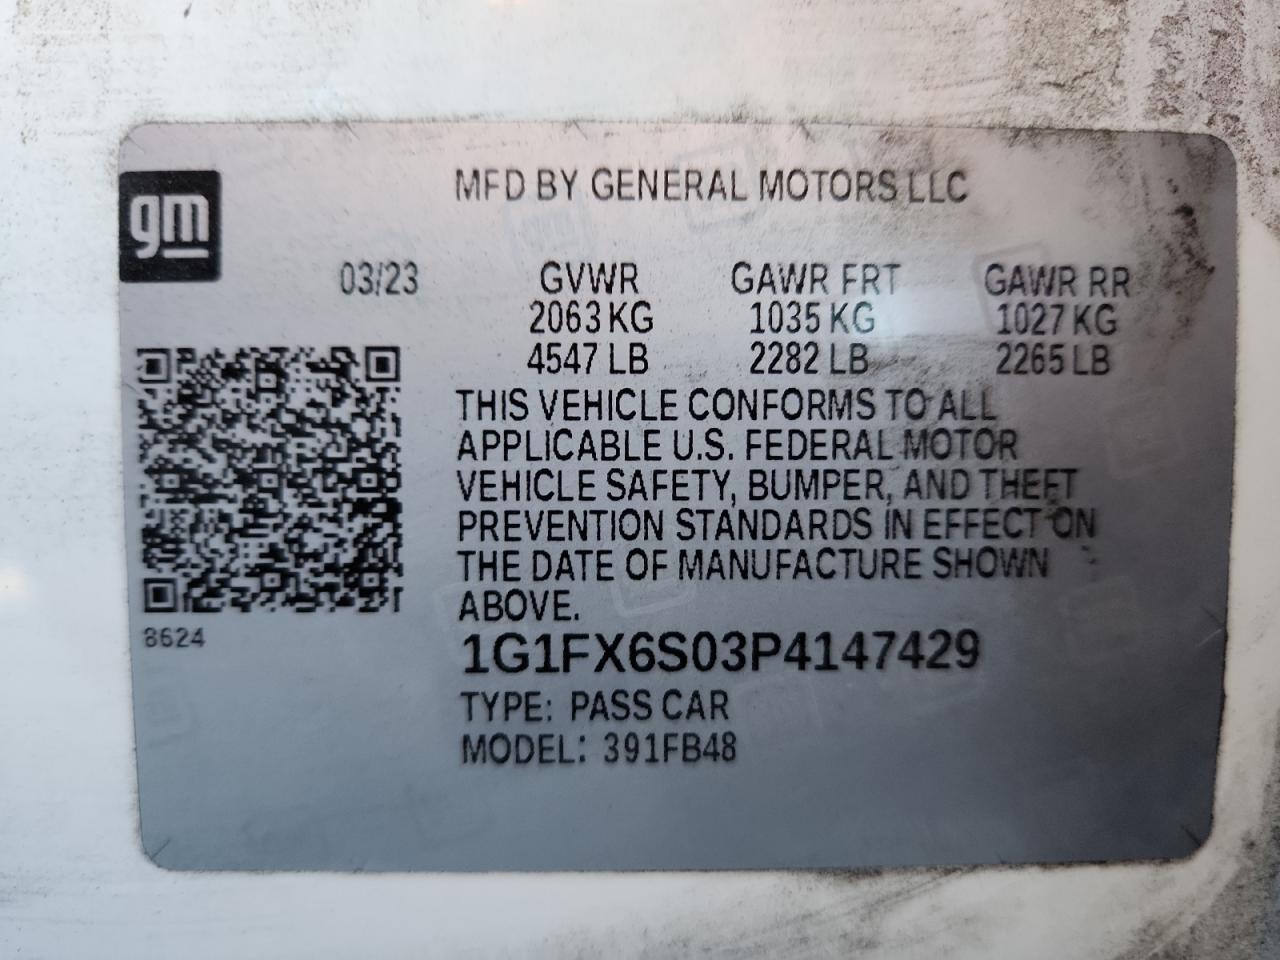 gm
MFD BY GENERAL MOTORS LLC
03/23 GVWR GAWR FRT GAWR RR
2063 KG 1035 KG 1027 KG
4547 LB 2282 LB 2265 LB
THIS VEHICLE CONFORMS TO ALL
APPLICABLE U.S. FEDERAL MOTOR
VEHICLE SAFETY, BUMPER, AND THEFT
PREVENTION STANDARDS IN EFFECT ON
THE DATE OF MANUFACTURE SHOWN
ABOVE.
8624
1G1FX6S03P4147429
TYPE: PASS CAR
MODEL: 391FB48